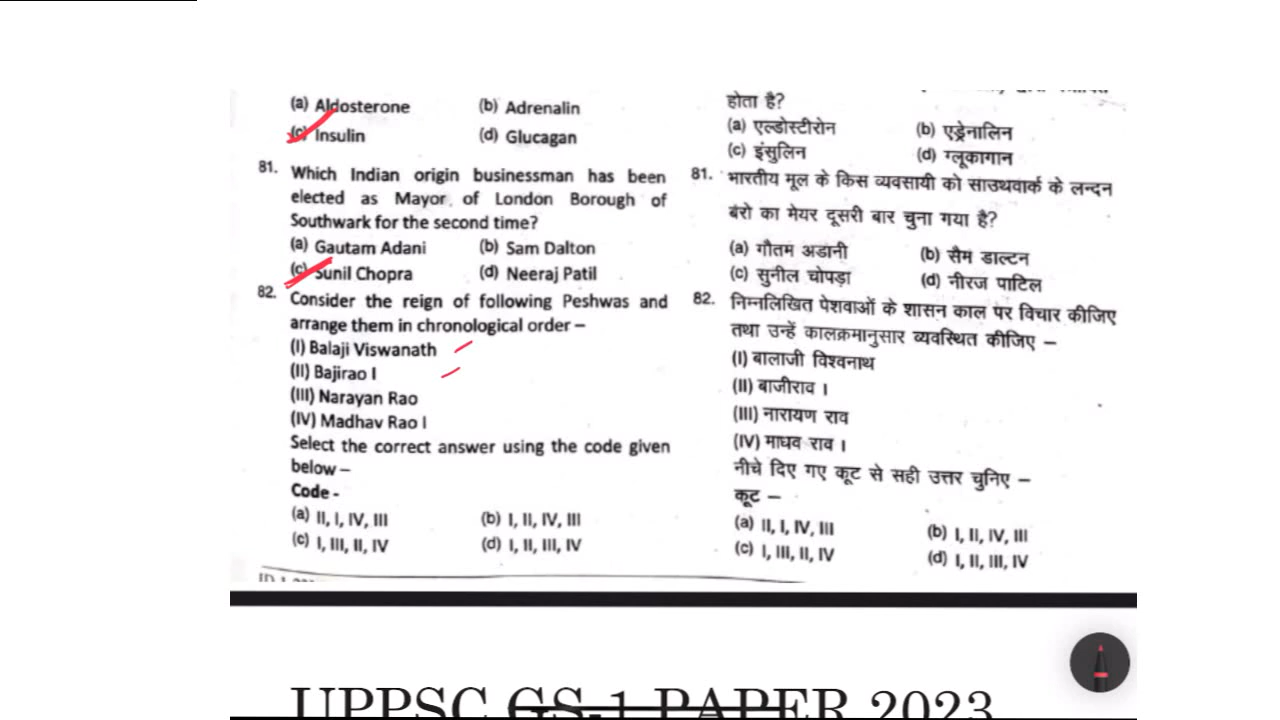 (a) Aldosterone (b) Adrenalin
(c) Insulin (d) Glucagan
81. Which Indian origin businessman has been
elected as Mayor of London Borough of
Southwark for the second time?
(a) Gautam Adani (b) Sam Dalton
(c) Sunil Chopra (d) Neeraj Patil
82. Consider the reign of following Peshwas and
arrange them in chronological order –
(I) Balaji Viswanath
(II) Bajirao I
(III) Narayan Rao
(IV) Madhav Rao I
Select the correct answer using the code given
below –
Code -
(a) II, I, IV, III (b) I, II, IV, III
(c) I, III, II, IV (d) I, II, III, IV
होता है?
(a) एल्डोस्टीरोन (b) एड्रेनालिन
(c) इंसुलिन (d) ग्लूकागान
81. भारतीय मूल के किस व्यवसायी को साउथवार्क के लन्दन
बरो का मेयर दूसरी बार चुना गया है?
(a) गौतम अडानी (b) सैम डाल्टन
(c) सुनील चोपड़ा (d) नीरज पाटिल
82. निम्नलिखित पेशवाओं के शासन काल पर विचार कीजिए
तथा उन्हें कालक्रमानुसार व्यवस्थित कीजिए –
(I) बालाजी विश्वनाथ
(II) बाजीराव I
(III) नारायण राव
(IV) माधव राव I
नीचे दिए गए कूट से सही उत्तर चुनिए –
कूट –
(a) II, I, IV, III (b) I, II, IV, III
(c) I, III, II, IV (d) I, II, III, IV
UPPSC GS-1 PAPER 2023